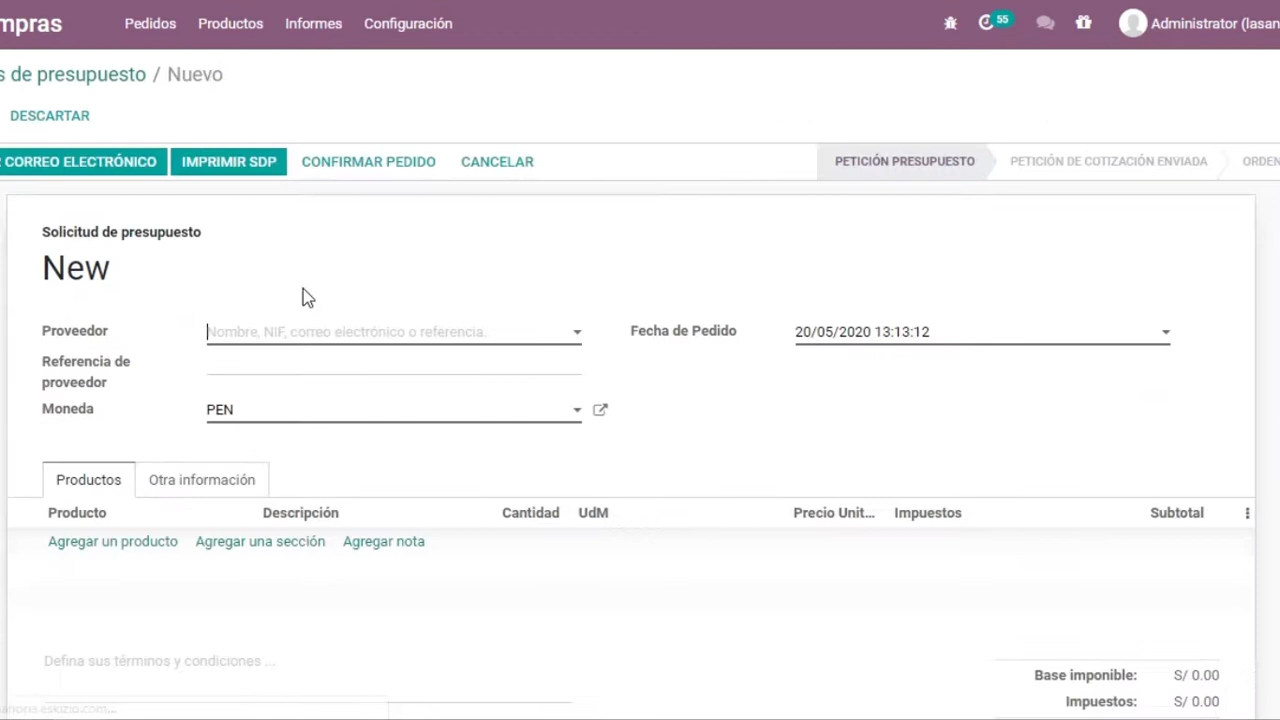 mpras Pedidos Productos Informes Configuración 55 Administrator (lasan
s de presupuesto / Nuevo
DESCARTAR
CORREO ELECTRÓNICO IMPRIMIR SDP CONFIRMAR PEDIDO CANCELAR PETICIÓN PRESUPUESTO PETICIÓN DE COTIZACIÓN ENVIADA ORDEN
Solicitud de presupuesto
New
Proveedor Nombre, NIF, correo electrónico o referencia. Fecha de Pedido 20/05/2020 13:13:12
Referencia de
proveedor
Moneda PEN
Productos Otra información
Producto Descripción Cantidad UdM Precio Unit... Impuestos Subtotal
Agregar un producto Agregar una sección Agregar nota
Defina sus términos y condiciones ...
Base imponible: S/ 0.00
Impuestos: S/ 0.00